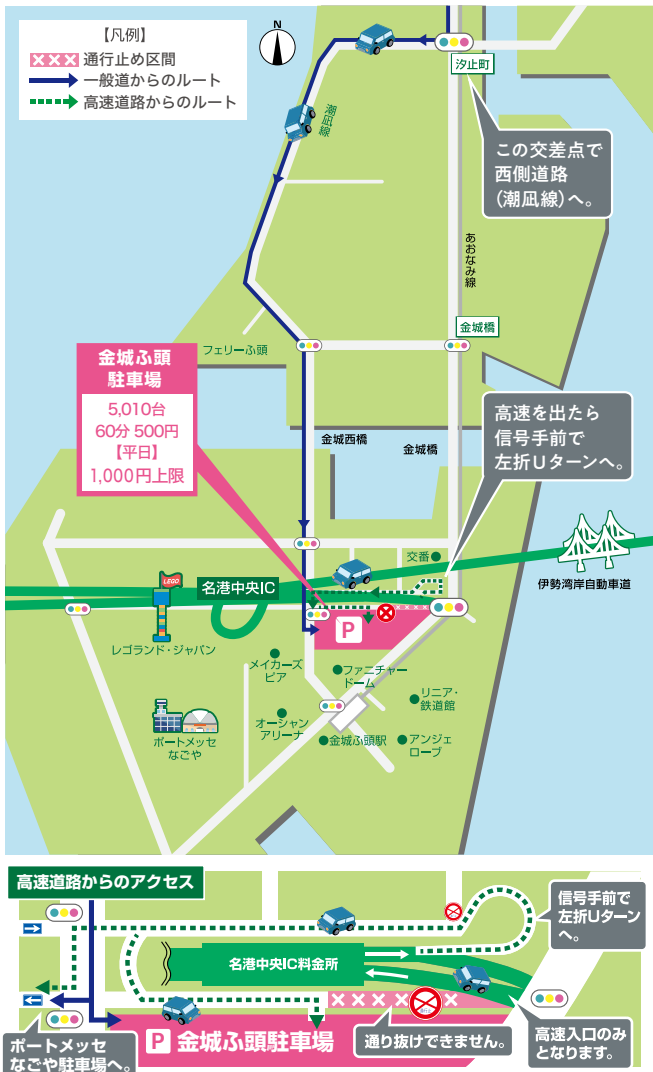 【凡例】
通行止め区間
一般道からのルート
高速道路からのルート
N
汐止町
潮凪線
この交差点で
西側道路
（潮凪線）へ。
あおなみ線
金城橋
フェリーふ頭
金城ふ頭
駐車場
5,010台
60分 500円
【平日】
1,000円上限
高速を出たら
信号手前で
左折Uターンへ。
金城西橋
金城橋
交番
伊勢湾岸自動車道
LEGO
名港中央IC
レゴランド・ジャパン
P
メイカーズ
ピア
ファニチャー
ドーム
リニア・
鉄道館
オーシャン
アリーナ
ポートメッセ
なごや
金城ふ頭駅
アンジェ
ローブ
高速道路からのアクセス
信号手前で
左折Uターン
へ。
名港中央IC料金所
P 金城ふ頭駐車場
通り抜けできません。
高速入口のみ
となります。
ポートメッセ
なごや駐車場へ。